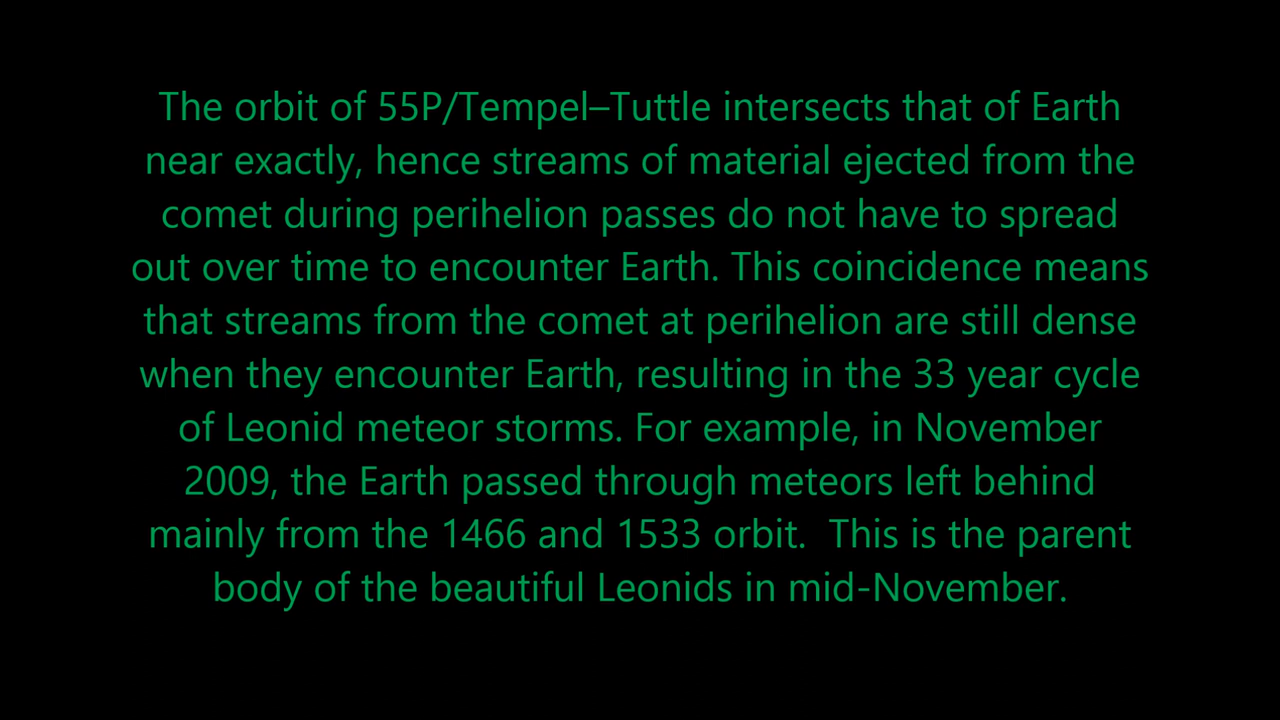 The orbit of 55P/Tempel–Tuttle intersects that of Earth
near exactly, hence streams of material ejected from the
comet during perihelion passes do not have to spread
out over time to encounter Earth. This coincidence means
that streams from the comet at perihelion are still dense
when they encounter Earth, resulting in the 33 year cycle
of Leonid meteor storms. For example, in November
2009, the Earth passed through meteors left behind
mainly from the 1466 and 1533 orbit.  This is the parent
body of the beautiful Leonids in mid-November.